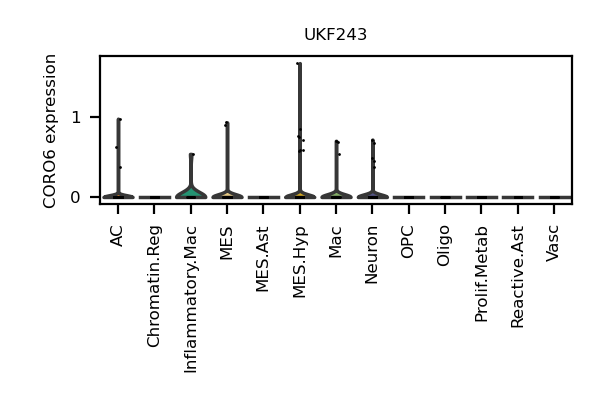 UKF243
CORO6 expression
1
0
AC
Chromatin.Reg
Inflammatory.Mac
MES
MES.Ast
MES.Hyp
Mac
Neuron
OPC
Oligo
Prolif.Metab
Reactive.Ast
Vasc